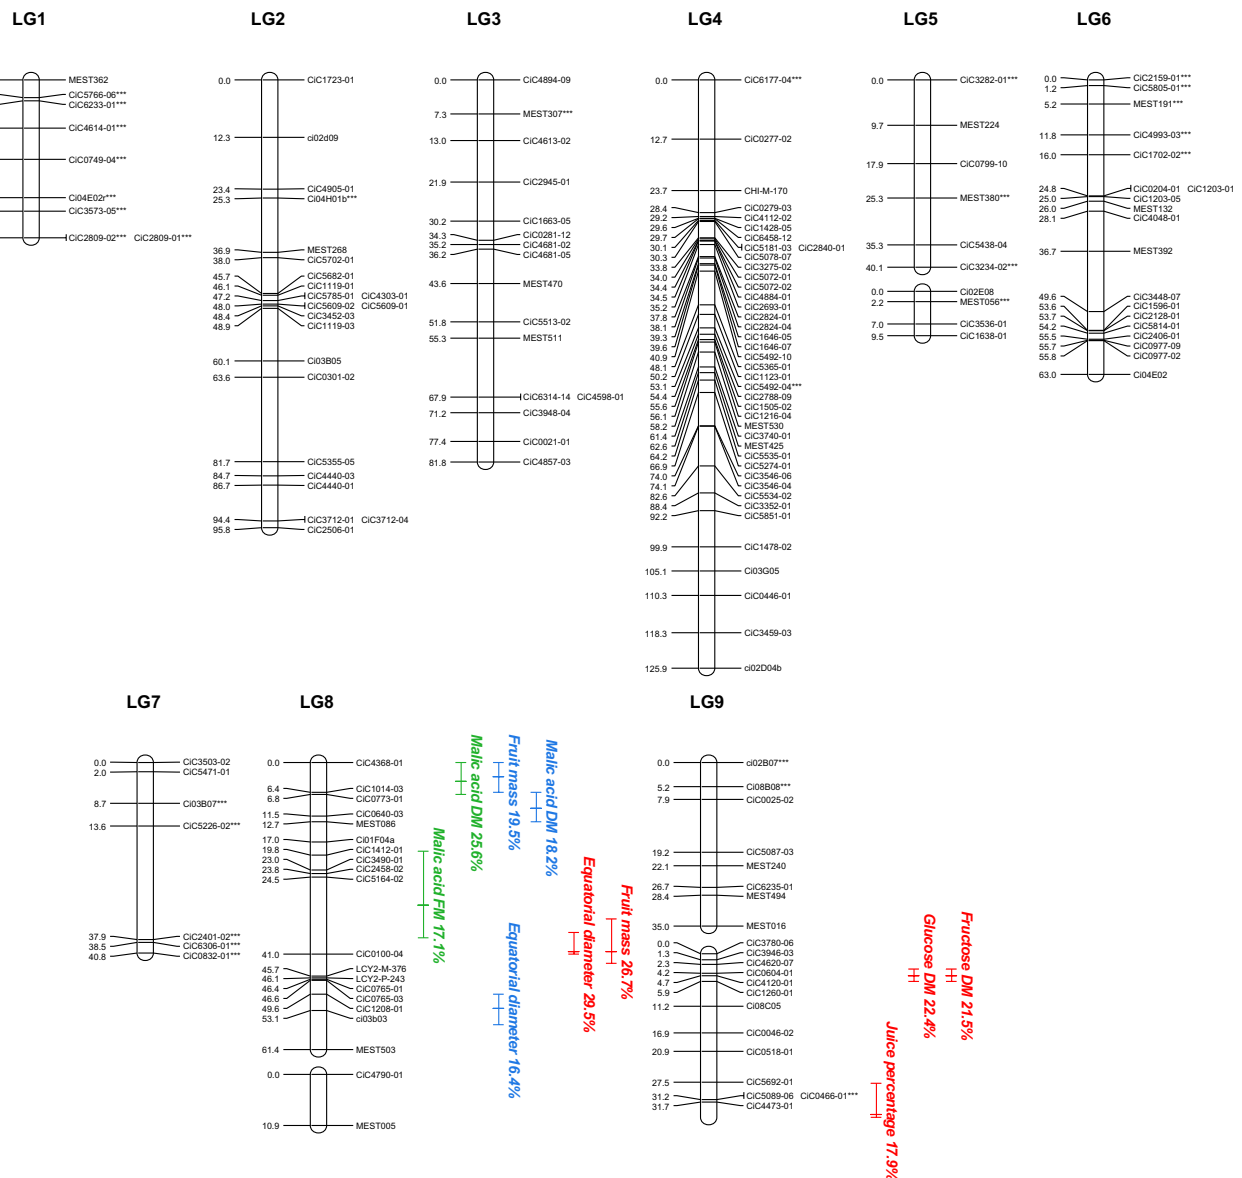 LG1 LG2 LG3 LG4 LG5 LG6
MEST362
CiC5766-06***
CiC6233-01***
CiC4614-01***
CiC0749-04***
Ci04E02r***
CiC3573-05***
CiC2809-02*** CiC2809-01***
0.0 CiC1723-01
12.3 ci02d09
23.4 CiC4905-01
25.3 Ci04H01b***
36.9 MEST268
38.0 CiC5702-01
45.7 CiC5682-01
46.1 CiC1119-01
47.2 CiC5785-01 CiC4303-01
48.0 CiC5609-02 CiC5609-01
48.4 CiC3452-03
48.9 CiC1119-03
60.1 Ci03B05
63.6 CiC0301-02
81.7 CiC5355-05
84.7 CiC4440-03
86.7 CiC4440-01
94.4 CiC3712-01 CiC3712-04
95.8 CiC2506-01
0.0 CiC4894-09
7.3 MEST307***
13.0 CiC4613-02
21.9 CiC2945-01
30.2 CiC1663-05
34.3 CiC0281-12
35.2 CiC4681-02
36.2 CiC4681-05
43.6 MEST470
51.8 CiC5513-02
55.3 MEST511
67.9 CiC6314-14 CiC4598-01
71.2 CiC3948-04
77.4 CiC0021-01
81.8 CiC4857-03
0.0 CiC6177-04***
12.7 CiC0277-02
23.7 CHI-M-170
28.4 CiC0279-03
29.2 CiC4112-02
29.6 CiC1428-05
29.7 CiC6458-12
30.1 CiC5181-03 CiC2840-01
30.3 CiC5078-07
33.8 CiC3275-02
34.0 CiC5072-01
34.4 CiC5072-02
34.5 CiC4884-01
35.2 CiC2693-01
37.8 CiC2824-01
38.1 CiC2824-04
39.3 CiC1646-05
39.6 CiC1646-07
40.9 CiC5492-10
48.1 CiC5365-01
50.2 CiC1123-01
53.1 CiC5492-04***
54.4 CiC2788-09
55.6 CiC1505-02
56.1 CiC1216-04
58.2 MEST530
61.4 CiC3740-01
62.6 MEST425
64.2 CiC5535-01
66.9 CiC5274-01
74.0 CiC3546-06
74.1 CiC3546-04
82.6 CiC5534-02
88.4 CiC3352-01
92.2 CiC5851-01
99.9 CiC1478-02
105.1 Ci03G05
110.3 CiC0446-01
118.3 CiC3459-03
125.9 ci02D04b
0.0 CiC3282-01***
9.7 MEST224
17.9 CiC0799-10
25.3 MEST380***
35.3 CiC5438-04
40.1 CiC3234-02***
0.0 Ci02E08
2.2 MEST056***
7.0 CiC3536-01
9.5 CiC1638-01
0.0 CiC2159-01***
1.2 CiC5805-01***
5.2 MEST191***
11.8 CiC4993-03***
16.0 CiC1702-02***
24.8 CiC0204-01 CiC1203-01
25.0 CiC1203-05
26.0 MEST132
28.1 CiC4048-01
36.7 MEST392
49.6 CiC3448-07
53.6 CiC1596-01
53.7 CiC2128-01
54.2 CiC5814-01
55.5 CiC2406-01
55.7 CiC0977-09
55.8 CiC0977-02
63.0 Ci04E02
LG7 LG8 LG9
0.0 CiC3503-02
2.0 CiC5471-01
8.7 Ci03B07***
13.6 CiC5226-02***
37.9 CiC2401-02***
38.5 CiC6306-01***
40.8 CiC0832-01***
0.0 CiC4368-01
6.4 CiC1014-03
6.8 CiC0773-01
11.5 CiC0640-03
12.7 MEST086
17.0 Ci01F04a
19.8 CiC1412-01
23.0 CiC3490-01
23.8 CiC2458-02
24.5 CiC5164-02
41.0 CiC0100-04
45.7 LCY2-M-376
46.1 LCY2-P-243
46.4 CiC0765-01
46.6 CiC0765-03
49.6 CiC1208-01
53.1 ci03b03
61.4 MEST503
0.0 CiC4790-01
10.9 MEST005
Malic acid FM 17.1%
Malic acid DM 25.6%
Fruit mass 19.5%
Equatorial diameter 16.4%
Malic acid DM 18.2%
Equatorial diameter 29.5%
Fruit mass 26.7%
0.0 ci02B07***
5.2 Ci08B08***
7.9 CiC0025-02
19.2 CiC5087-03
22.1 MEST240
26.7 CiC6235-01
28.4 MEST494
35.0 MEST016
0.0 CiC3780-06
1.3 CiC3946-03
2.3 CiC4620-07
4.2 CiC0604-01
4.7 CiC4120-01
5.9 CiC1260-01
11.2 Ci08C05
16.9 CiC0046-02
20.9 CiC0518-01
27.5 CiC5692-01
31.2 CiC5089-06 CiC0466-01***
31.7 CiC4473-01
Juice percentage 17.9%
Glucose DM 22.4%
Fructose DM 21.5%